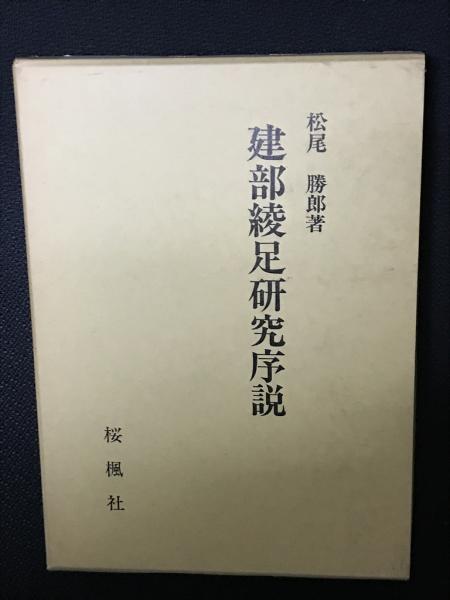 松尾 勝郎著
建部綾足研究序説
桜楓社